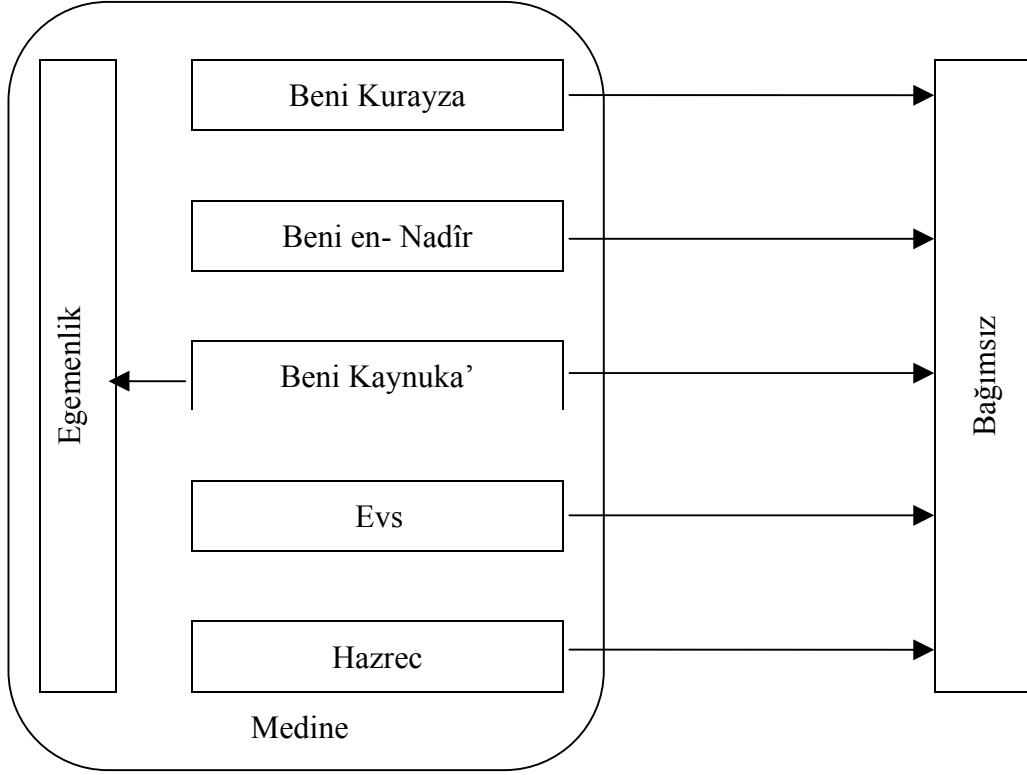 Beni Kurayza
Beni en- Nadîr
Beni Kaynuka’
Evs
Hazrec
Medine
Egemenlik
Bağımsız